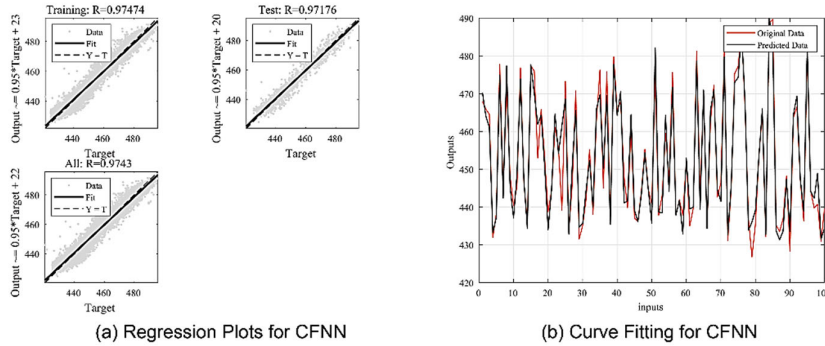 Training: R=0.97474
Output ~= 0.95*Target + 23
Data
Fit
Y = T
480
460
440
440 460 480
Target
Test: R=0.97176
Output ~= 0.95*Target + 20
Data
Fit
Y = T
480
460
440
440 460 480
Target
All: R=0.9743
Output ~= 0.95*Target + 22
Data
Fit
Y = T
480
460
440
440 460 480
Target
(a) Regression Plots for CFNN
Original Data
Predicted Data
Outputs
490
480
470
460
450
440
430
420
0 10 20 30 40 50 60 70 80 90 100
inputs
(b) Curve Fitting for CFNN